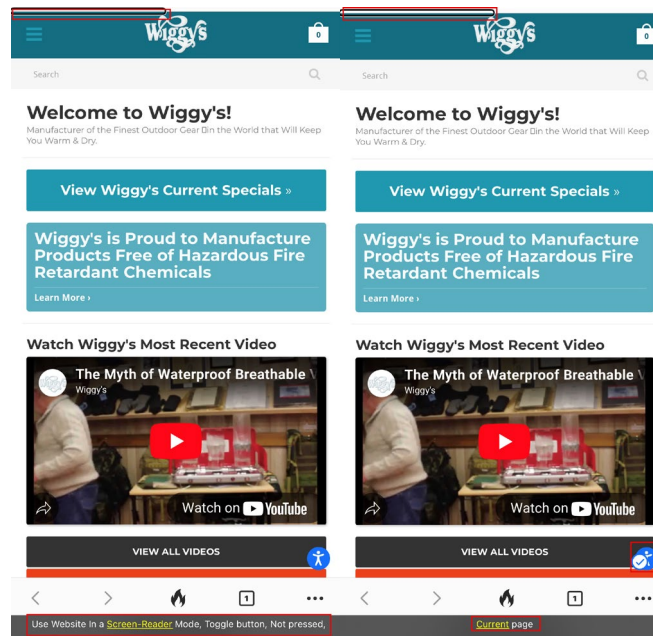 Wiggy's
0
Search
Welcome to Wiggy's!
Manufacturer of the Finest Outdoor Gear in the World that Will Keep
You Warm & Dry.
View Wiggy's Current Specials »
Wiggy's is Proud to Manufacture
Products Free of Hazardous Fire
Retardant Chemicals
Learn More ›
Watch Wiggy's Most Recent Video
The Myth of Waterproof Breathable
Wiggy's
Watch on YouTube
VIEW ALL VIDEOS
1
Use Website In a Screen-Reader Mode, Toggle button, Not pressed,
Wiggy's
0
Search
Welcome to Wiggy's!
Manufacturer of the Finest Outdoor Gear in the World that Will Keep
You Warm & Dry.
View Wiggy's Current Specials »
Wiggy's is Proud to Manufacture
Products Free of Hazardous Fire
Retardant Chemicals
Learn More ›
Watch Wiggy's Most Recent Video
The Myth of Waterproof Breathable
Wiggy's
Watch on YouTube
VIEW ALL VIDEOS
1
Current page